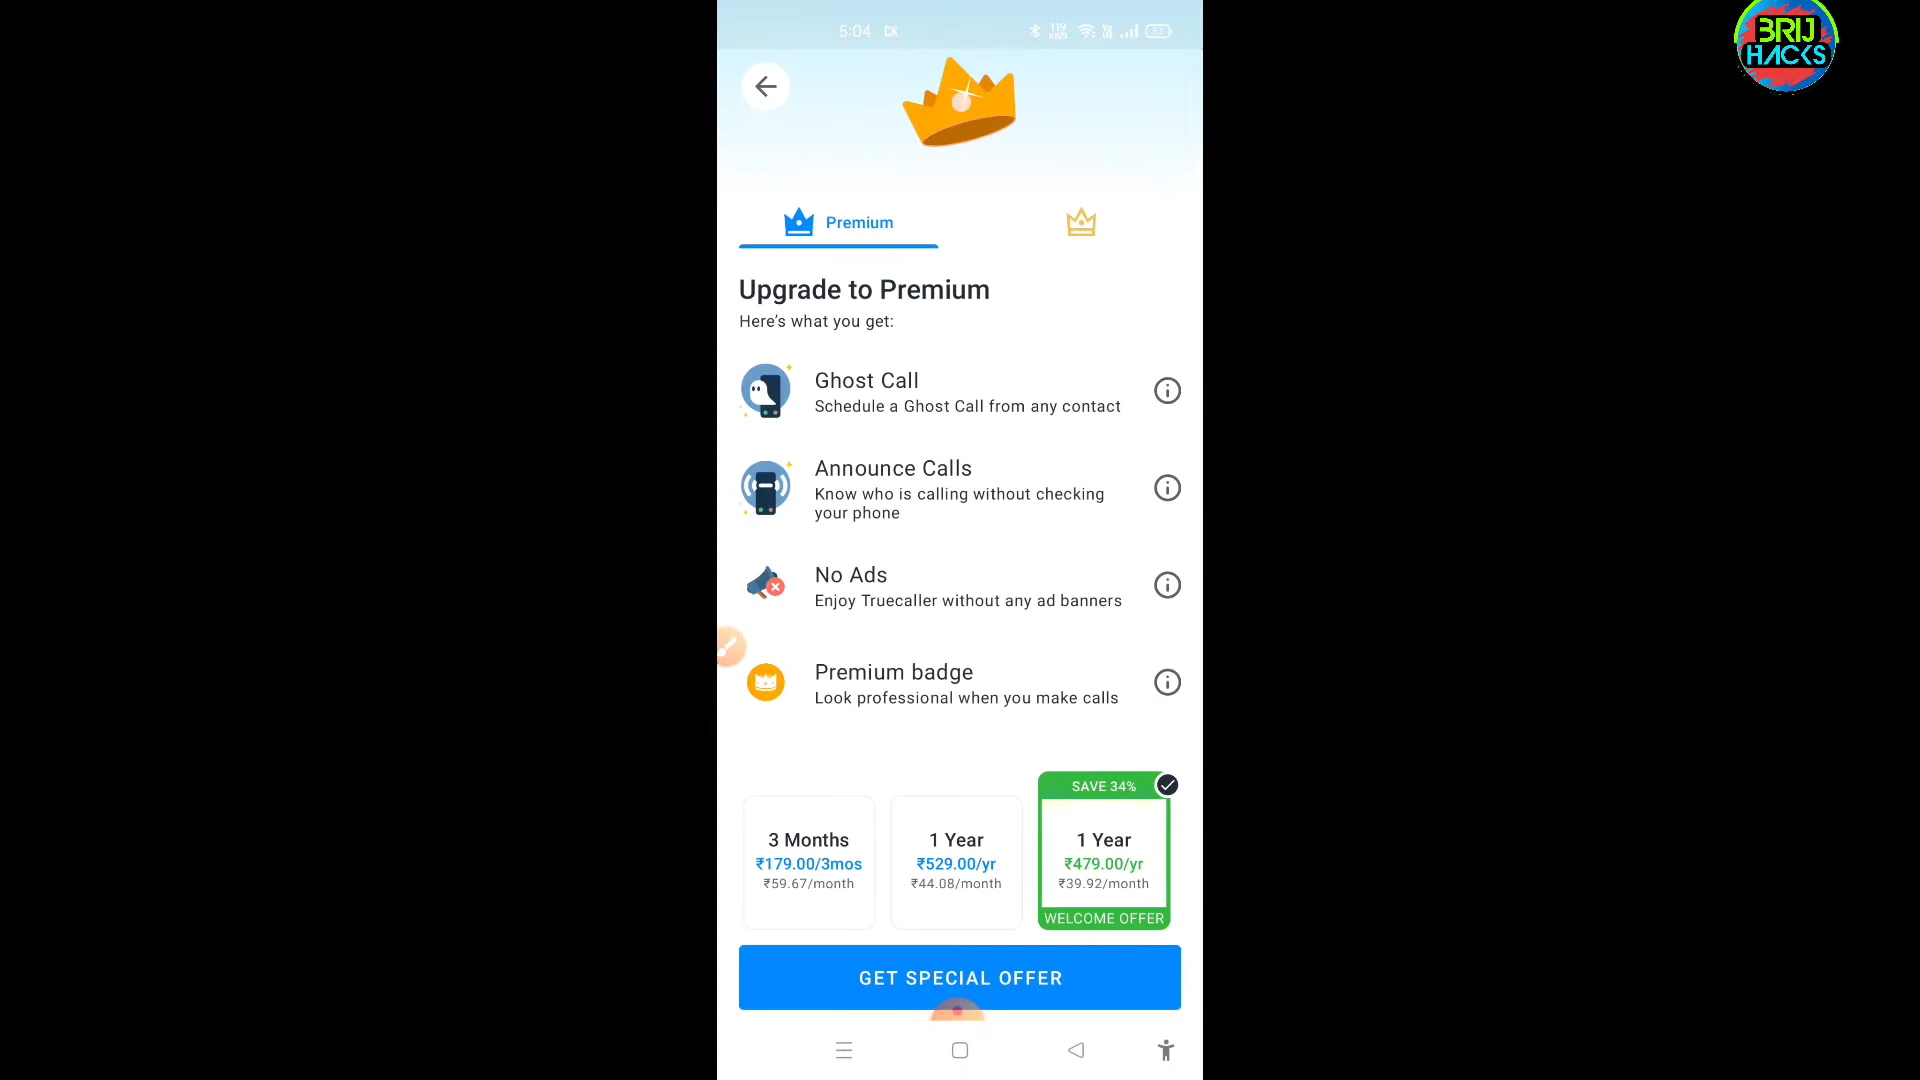 5:04 CK
BRIJ
HACKS
Premium
Upgrade to Premium
Here's what you get:
Ghost Call
Schedule a Ghost Call from any contact
Announce Calls
Know who is calling without checking
your phone
No Ads
Enjoy Truecaller without any ad banners
Premium badge
Look professional when you make calls
3 Months
₹179.00/3mos
₹59.67/month
1 Year
₹529.00/yr
₹44.08/month
SAVE 34%
1 Year
₹479.00/yr
₹39.92/month
WELCOME OFFER
GET SPECIAL OFFER